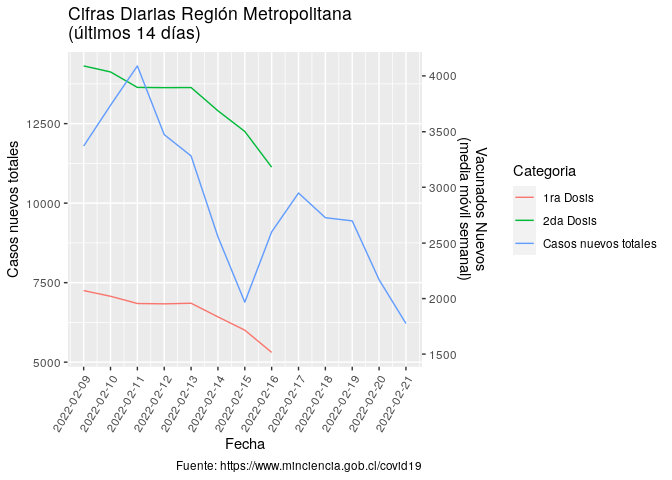 Cifras Diarias Región Metropolitana
(últimos 14 días)
12500
10000
7500
5000
Casos nuevos totales
4000
3500
3000
2500
2000
1500
Vacunados Nuevos
(media móvil semanal)
2022-02-09
2022-02-10
2022-02-11
2022-02-12
2022-02-13
2022-02-14
2022-02-15
2022-02-16
2022-02-17
2022-02-18
2022-02-19
2022-02-20
2022-02-21
Fecha
Categoria
1ra Dosis
2da Dosis
Casos nuevos totales
Fuente: https://www.minciencia.gob.cl/covid19